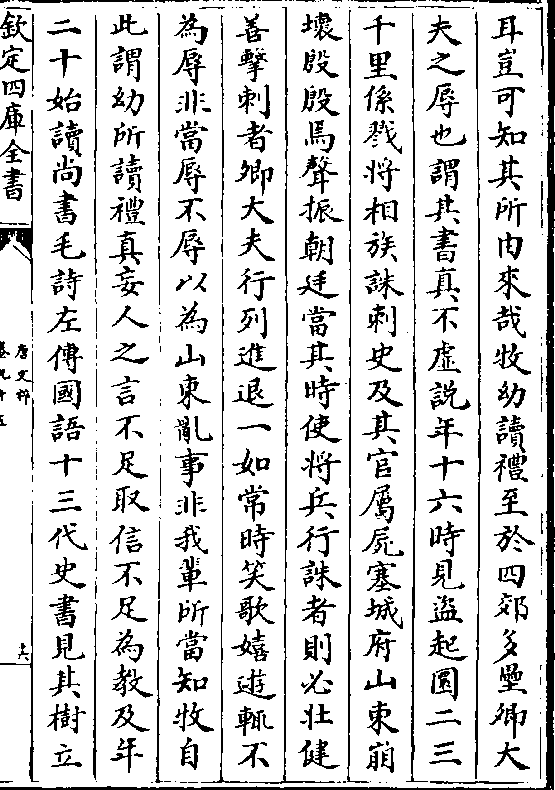 耳豈可知其所由來哉牧幼讀禮至於四郊多壘卿大
夫之辱也謂其書真不虛說年十六時見盜起圜二三
千里係戮將相族誅刺史及其官屬屍塞城府山東崩
壞殷殷焉聲振朝廷當其時使將兵行誅者則必壯健
善擊刺者卿大夫行列進退一如常時笑歌嬉遊輒不
為辱非當辱不辱以為山東亂事非我輩所當知牧自
此謂幼所讀禮真妄人之言不足取信不足為教及年
二十始讀尚書毛詩左傳國語十三代史書見其樹立
欽定四庫全書
唐文粹
卷九十五